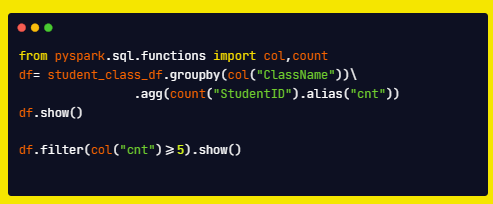 from pyspark.sql.functions import col,count
df= student_class_df.groupby(col("ClassName"))\
.agg(count("StudentID").alias("cnt"))
df.show()
df.filter(col("cnt")>=5).show()